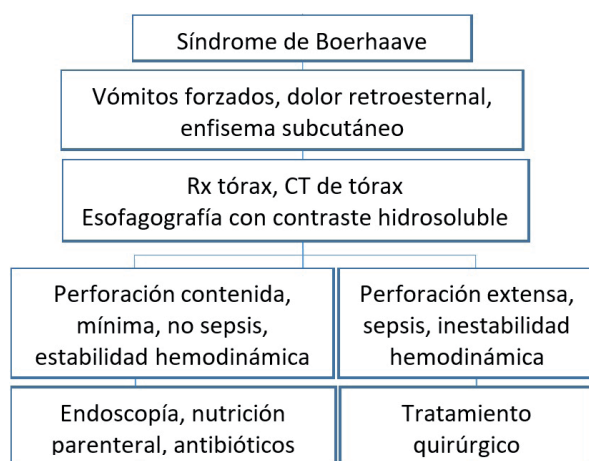 Síndrome de Boerhaave
Vómitos forzados, dolor retroesternal,
enfisema subcutáneo
Rx tórax, CT de tórax
Esofagografía con contraste hidrosoluble
Perforación contenida,
mínima, no sepsis,
estabilidad hemodinámica
Perforación extensa,
sepsis, inestabilidad
hemodinámica
Endoscopía, nutrición
parenteral, antibióticos
Tratamiento
quirúrgico